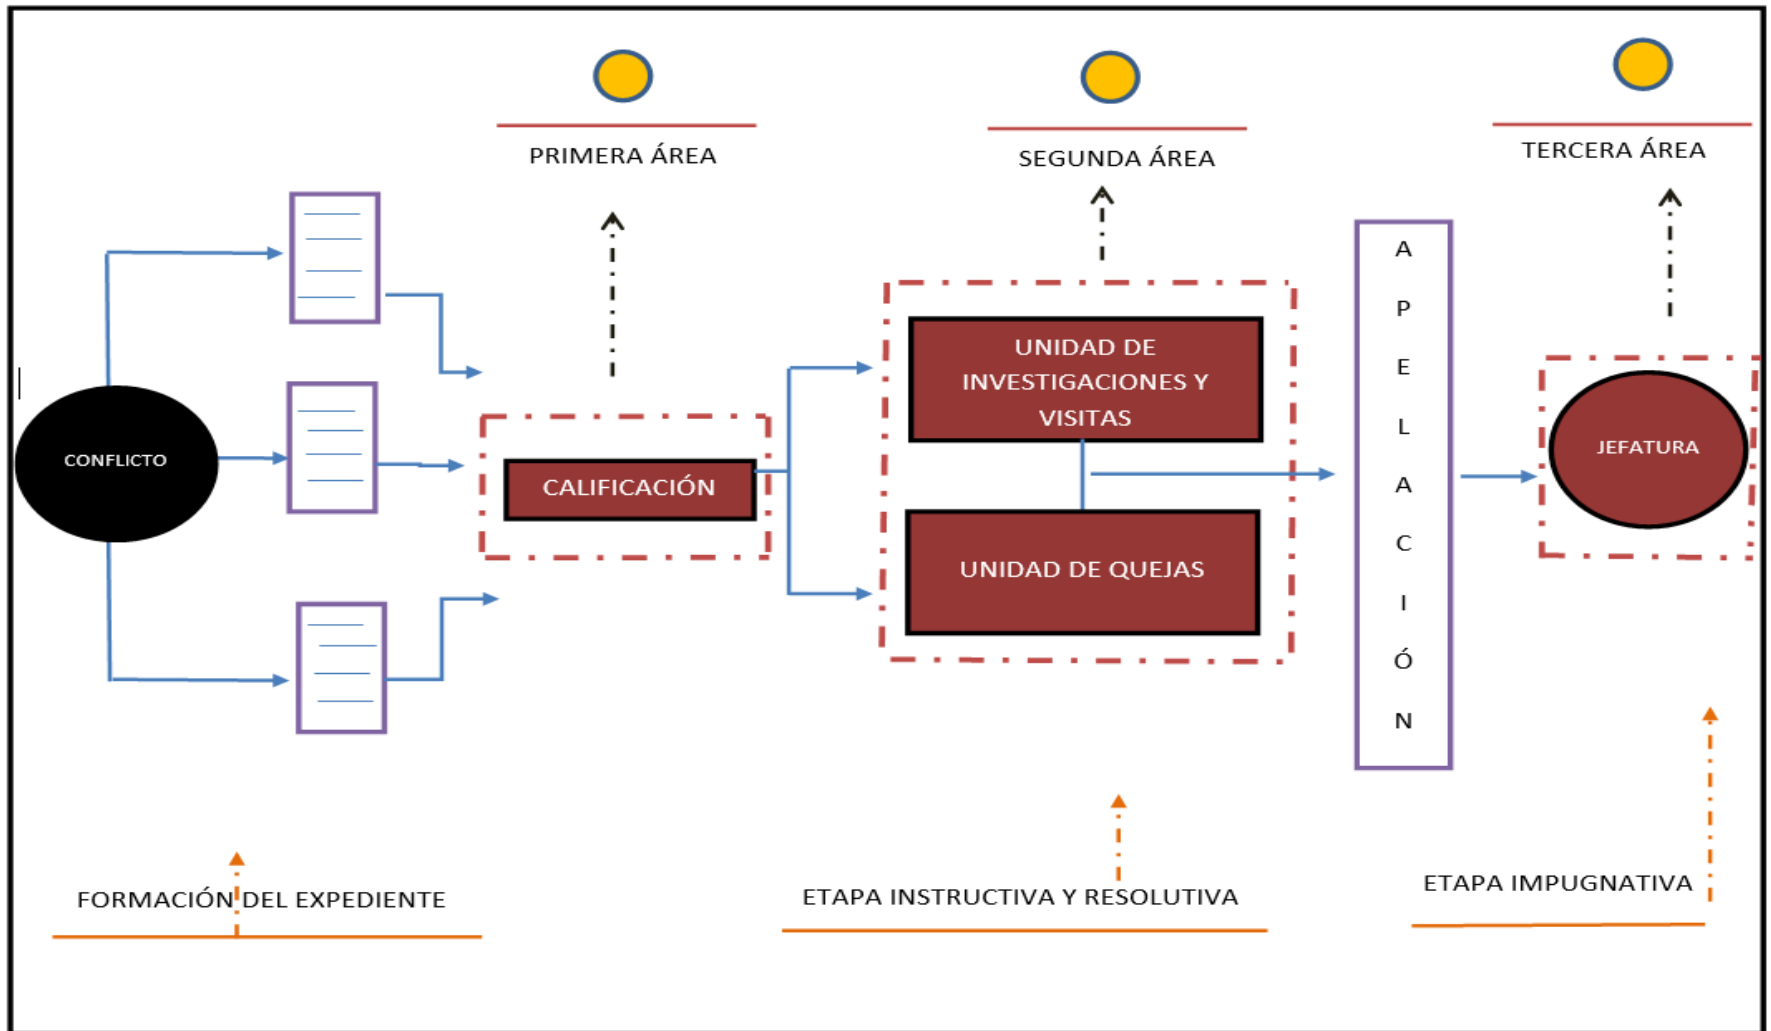 PRIMERA ÁREA
SEGUNDA ÁREA
TERCERA ÁREA
CONFLICTO
CALIFICACIÓN
UNIDAD DE
INVESTIGACIONES Y
VISITAS
UNIDAD DE QUEJAS
A
P
E
L
A
C
I
Ó
N
JEFATURA
FORMACIÓN DEL EXPEDIENTE
ETAPA INSTRUCTIVA Y RESOLUTIVA
ETAPA IMPUGNATIVA